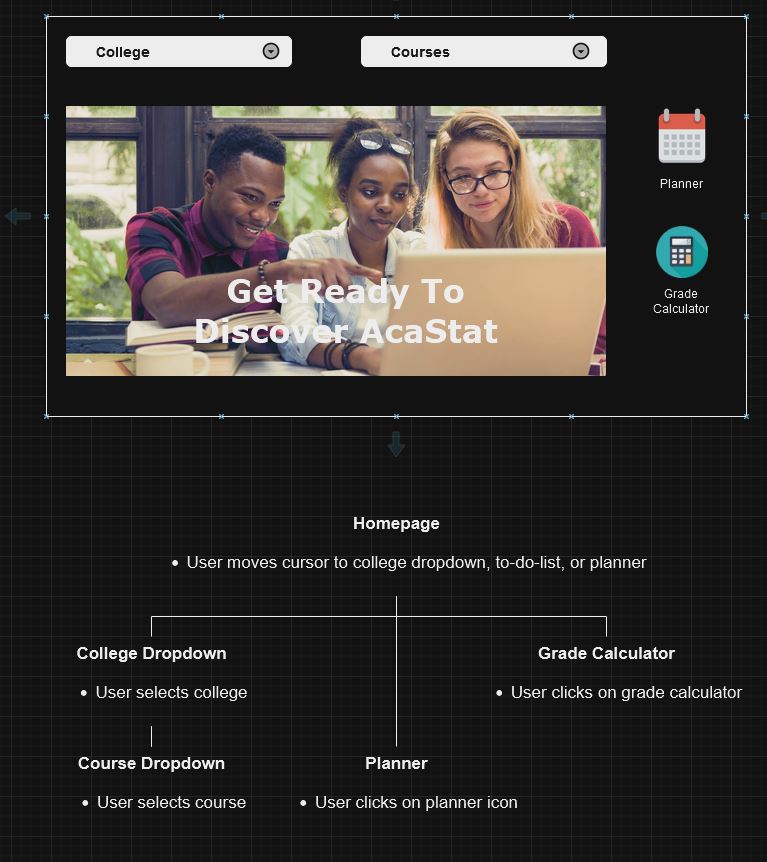 College
Courses
Planner
Get Ready To
Discover AcaStat
Grade
Calculator
Homepage
• User moves cursor to college dropdown, to-do-list, or planner
College Dropdown
• User selects college
Grade Calculator
• User clicks on grade calculator
Course Dropdown
• User selects course
Planner
• User clicks on planner icon